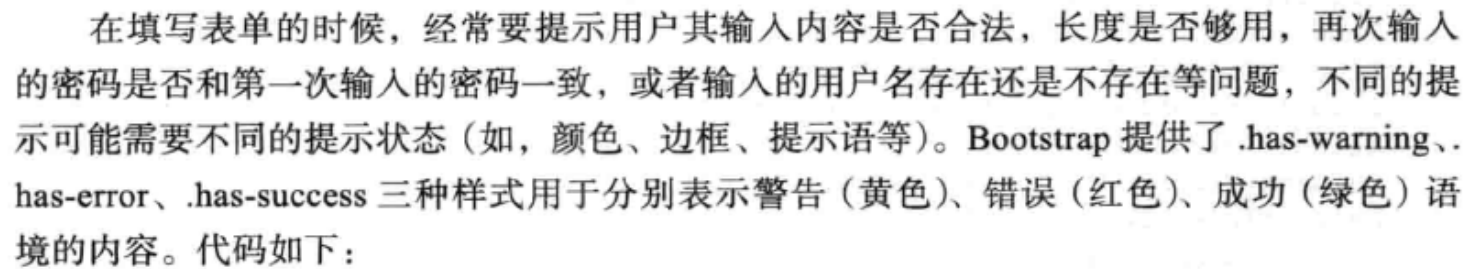 在填写表单的时候，经常要提示用户其输入内容是否合法，长度是否够用，再次输入
的密码是否和第一次输入的密码一致，或者输入的用户名存在还是不存在等问题，不同的提
示可能需要不同的提示状态（如，颜色、边框、提示语等）。Bootstrap 提供了 .has-warning、.
has-error、.has-success 三种样式用于分别表示警告（黄色）、错误（红色）、成功（绿色）语
境的内容。代码如下：